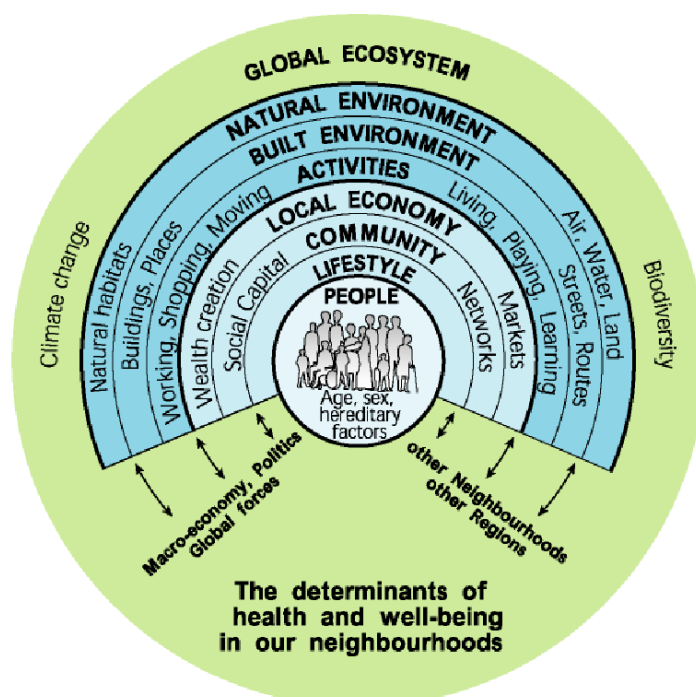 GLOBAL ECOSYSTEM
NATURAL ENVIRONMENT
BUILT ENVIRONMENT
ACTIVITIES
LOCAL ECONOMY
COMMUNITY
LIFESTYLE
PEOPLE
Age, sex,
hereditary
factors
Climate change
Natural habitats
Buildings, Places
Working, Shopping, Moving
Wealth creation
Social Capital
Networks
Markets
Living, Playing, Learning
Streets, Routes
Air, Water, Land
Biodiversity
Macro-economy, Politics
Global forces
other Neighbourhoods
other Regions
The determinants of
health and well-being
in our neighbourhoods